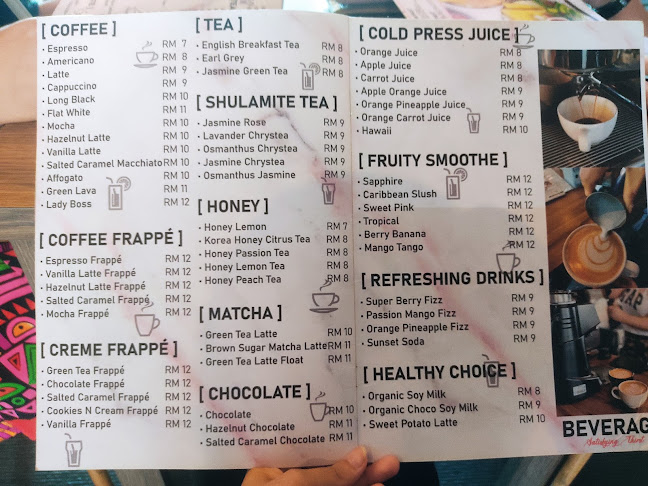 [ COFFEE ]
• Espresso RM 7
• Americano RM 8
• Latte RM 9
• Cappuccino RM 9
• Long Black RM 10
• Flat White RM 11
• Mocha RM 10
• Hazelnut Latte RM 10
• Vanilla Latte RM 10
• Salted Caramel Macchiato RM 10
• Affogato RM 10
• Green Lava RM 11
• Lady Boss RM 12
[ COFFEE FRAPPÉ ]
• Espresso Frappé RM 12
• Vanilla Latte Frappé RM 12
• Hazelnut Latte Frappé RM 12
• Salted Caramel Frappé RM 12
• Mocha Frappé RM 12
[ CREME FRAPPÉ ]
• Green Tea Frappé RM 12
• Chocolate Frappé RM 12
• Salted Caramel Frappé RM 12
• Cookies N Cream Frappé RM 12
• Vanilla Frappé RM 12
[ TEA ]
• English Breakfast Tea RM 8
• Earl Grey RM 8
• Jasmine Green Tea RM 8
[ SHULAMITE TEA ]
• Jasmine Rose RM 9
• Lavander Chrystea RM 9
• Osmanthus Chrystea RM 9
• Jasmine Chrystea RM 9
• Osmanthus Jasmine RM 9
[ HONEY ]
• Honey Lemon RM 7
• Korea Honey Citrus Tea RM 8
• Honey Passion Tea RM 8
• Honey Lemon Tea RM 8
• Honey Peach Tea RM 8
[ MATCHA ]
• Green Tea Latte RM 10
• Brown Sugar Matcha Latte RM 11
• Green Tea Latte Float RM 11
[ CHOCOLATE ]
• Chocolate RM 10
• Hazelnut Chocolate RM 11
• Salted Caramel Chocolate RM 11
[ COLD PRESS JUICE ]
• Orange Juice RM 8
• Apple Juice RM 8
• Carrot Juice RM 8
• Apple Orange Juice RM 9
• Orange Pineapple Juice RM 9
• Orange Carrot Juice RM 9
• Hawaii RM 10
[ FRUITY SMOOTHE ]
• Sapphire RM 12
• Caribbean Slush RM 12
• Sweet Pink RM 12
• Tropical RM 12
• Berry Banana RM 12
• Mango Tango RM 12
[ REFRESHING DRINKS ]
• Super Berry Fizz RM 9
• Passion Mango Fizz RM 9
• Orange Pineapple Fizz RM 9
• Sunset Soda RM 9
[ HEALTHY CHOICE ]
• Organic Soy Milk RM 8
• Organic Choco Soy Milk RM 9
• Sweet Potato Latte RM 10
BEVERAG
Satisfying Thirst